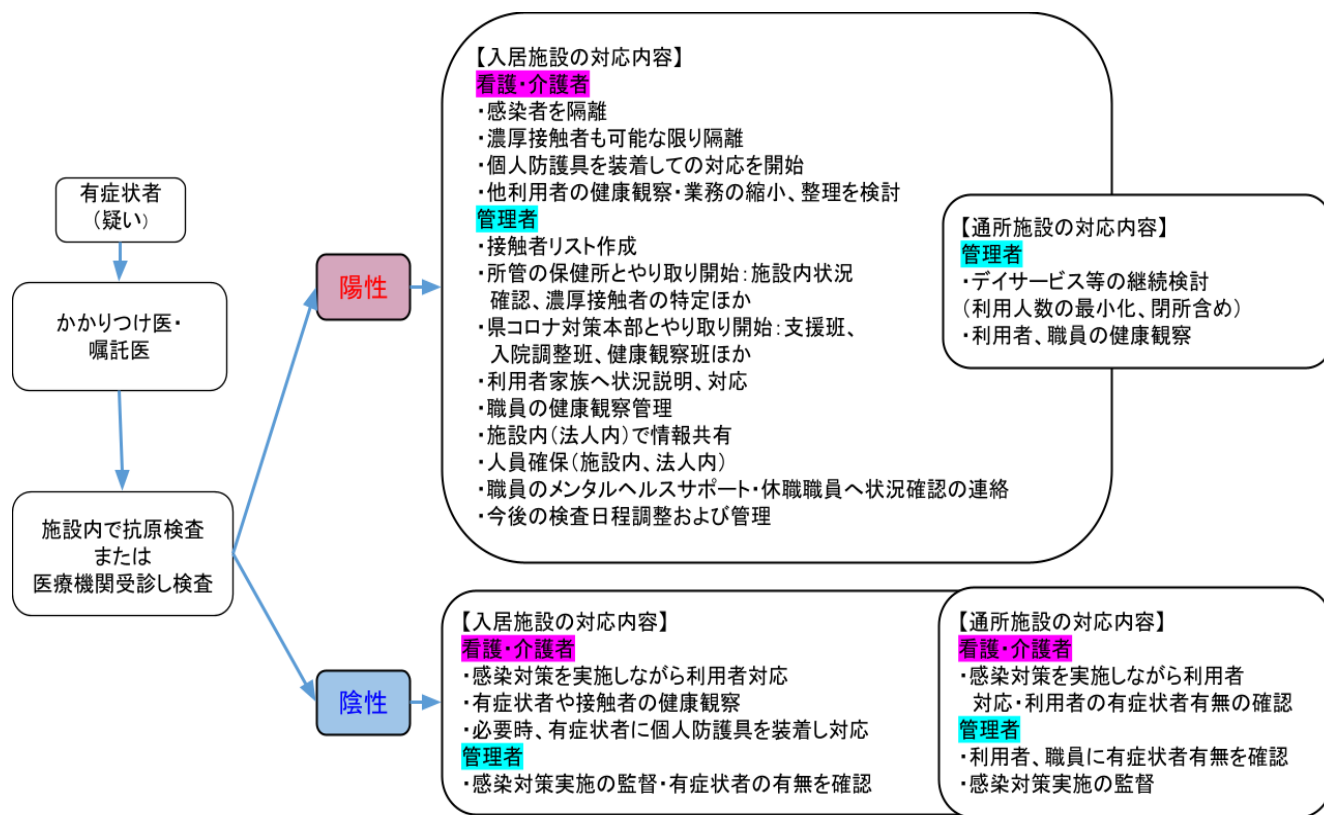 有症状者
(疑い)
かかりつけ医・
嘱託医
施設内で抗原検査
または
医療機関受診し検査
陽性
【入居施設の対応内容】
看護・介護者
・感染者を隔離
・濃厚接触者も可能な限り隔離
・個人防護具を装着しての対応を開始
・他利用者の健康観察・業務の縮小、整理を検討
管理者
・接触者リスト作成
・所管の保健所とやり取り開始：施設内状況
確認、濃厚接触者の特定ほか
・県コロナ対策本部とやり取り開始：支援班、
入院調整班、健康観察班ほか
・利用者家族へ状況説明、対応
・職員の健康観察管理
・施設内（法人内）で情報共有
・人員確保（施設内、法人内）
・職員のメンタルヘルスサポート・休職職員へ状況確認の連絡
・今後の検査日程調整および管理
【通所施設の対応内容】
管理者
・デイサービス等の継続検討
（利用人数の最小化、閉所含め）
・利用者、職員の健康観察
陰性
【入居施設の対応内容】
看護・介護者
・感染対策を実施しながら利用者対応
・有症状者や接触者の健康観察
・必要時、有症状者に個人防護具を装着し対応
管理者
・感染対策実施の監督・有症状者の有無を確認
【通所施設の対応内容】
看護・介護者
・感染対策を実施しながら利用者
対応・利用者の有症状者有無の確認
管理者
・利用者、職員に有症状者有無を確認
・感染対策実施の監督